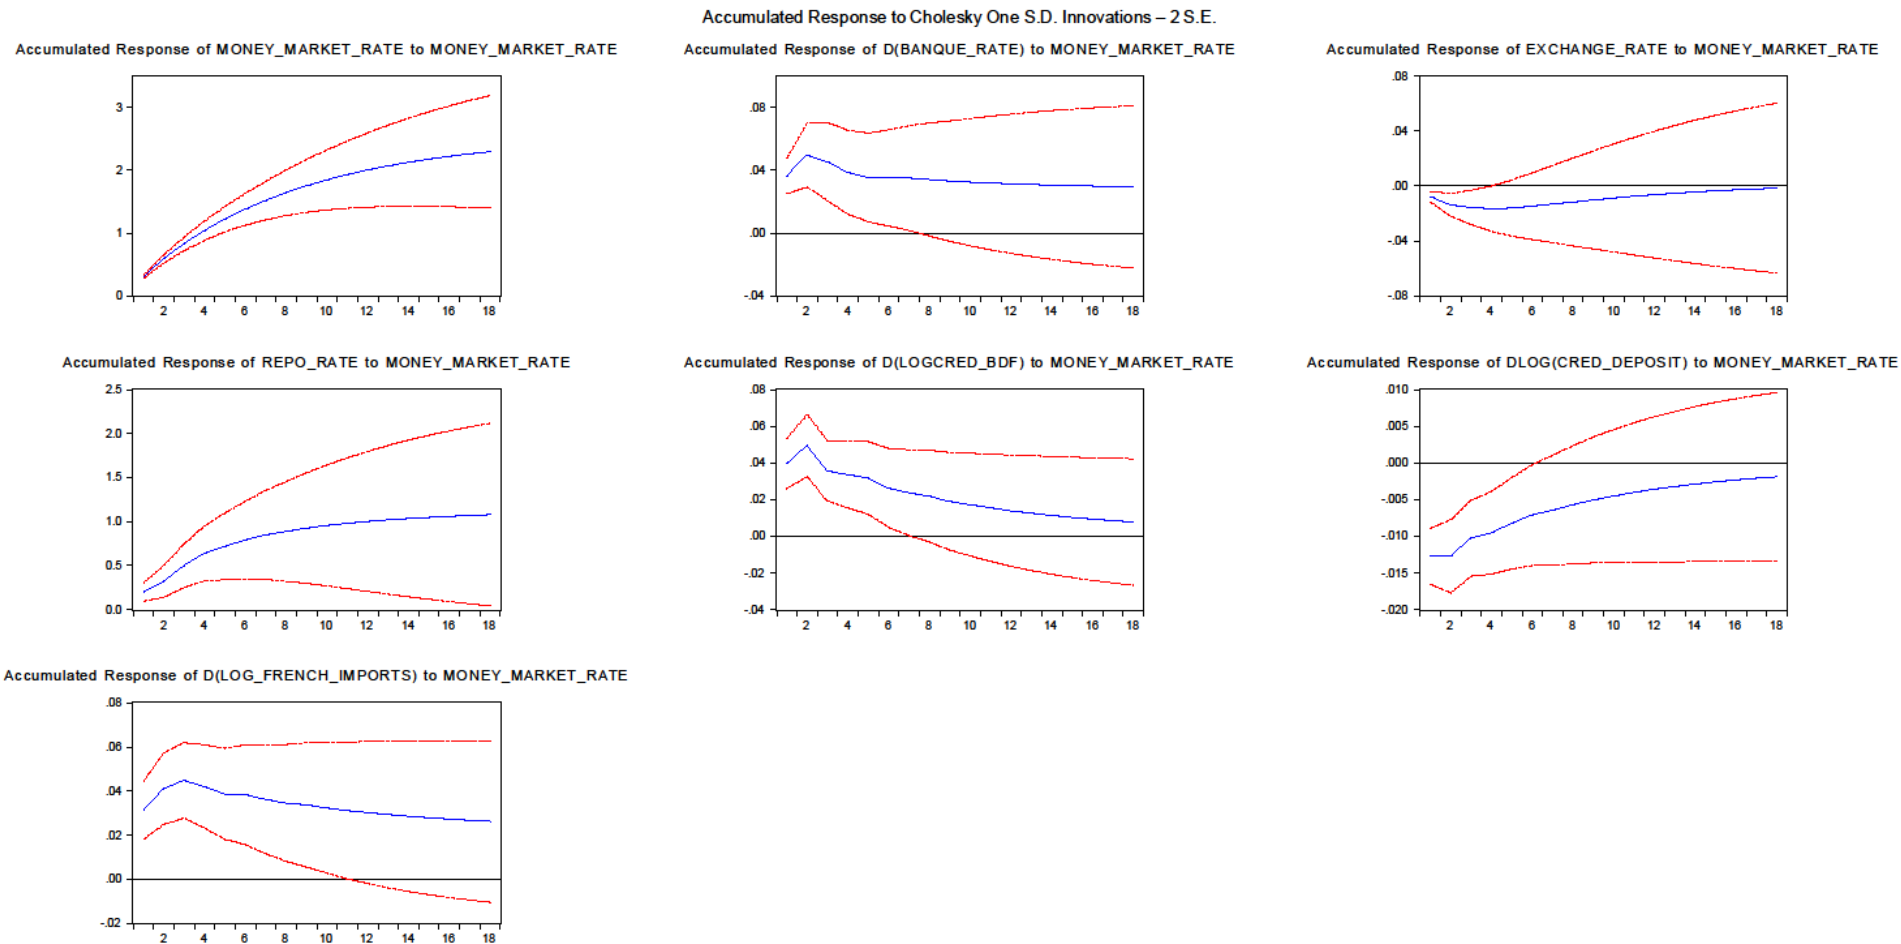 Accumulated Response to Cholesky One S.D. Innovations – 2 S.E.
Accumulated Response of MONEY_MARKET_RATE to MONEY_MARKET_RATE
3
2
1
0
2 4 6 8 10 12 14 16 18
Accumulated Response of D(BANQUE_RATE) to MONEY_MARKET_RATE
.08
.04
.00
-.04
2 4 6 8 10 12 14 16 18
Accumulated Response of EXCHANGE_RATE to MONEY_MARKET_RATE
.08
.04
.00
-.04
-.08
2 4 6 8 10 12 14 16 18
Accumulated Response of REPO_RATE to MONEY_MARKET_RATE
2.5
2.0
1.5
1.0
0.5
0.0
2 4 6 8 10 12 14 16 18
Accumulated Response of D(LOGCRED_BDF) to MONEY_MARKET_RATE
.08
.06
.04
.02
.00
-.02
-.04
2 4 6 8 10 12 14 16 18
Accumulated Response of DLOG(CRED_DEPOSIT) to MONEY_MARKET_RATE
.010
.005
.000
-.005
-.010
-.015
-.020
2 4 6 8 10 12 14 16 18
Accumulated Response of D(LOG_FRENCH_IMPORTS) to MONEY_MARKET_RATE
.08
.06
.04
.02
.00
-.02
2 4 6 8 10 12 14 16 18